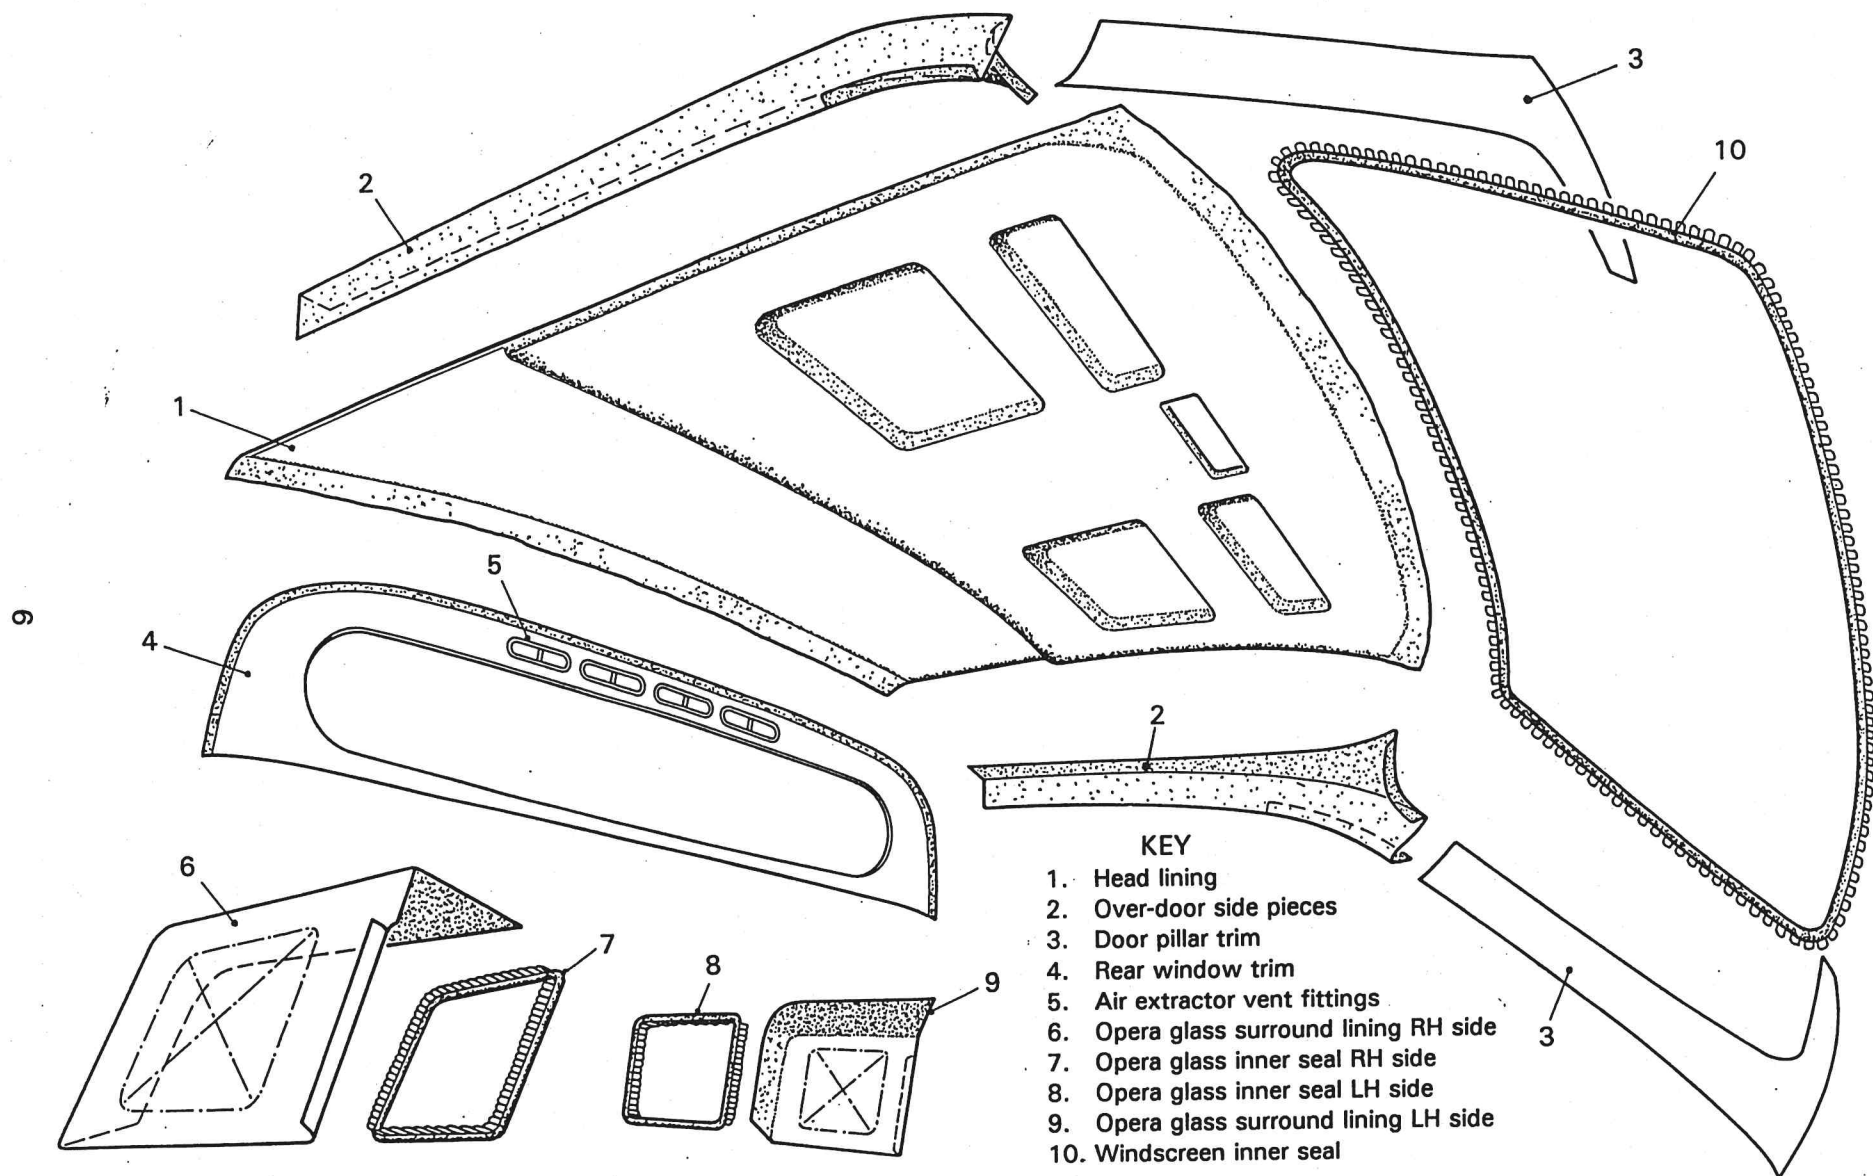 3
10
2
1
5
4
2
6
7
8
9
3
6
KEY
1. Head lining
2. Over-door side pieces
3. Door pillar trim
4. Rear window trim
5. Air extractor vent fittings
6. Opera glass surround lining RH side
7. Opera glass inner seal RH side
8. Opera glass inner seal LH side
9. Opera glass surround lining LH side
10. Windscreen inner seal